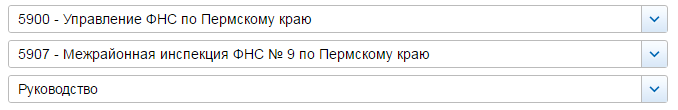 5900 - Управление ФНС по Пермскому краю
5907 - Межрайонная инспекция ФНС № 9 по Пермскому краю
Руководство